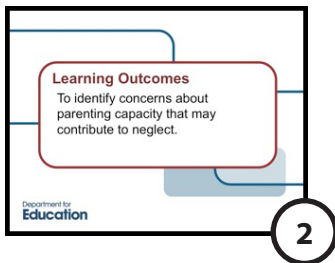 Learning Outcomes
To identify concerns about
parenting capacity that may
contribute to neglect.
Department for
Education
2